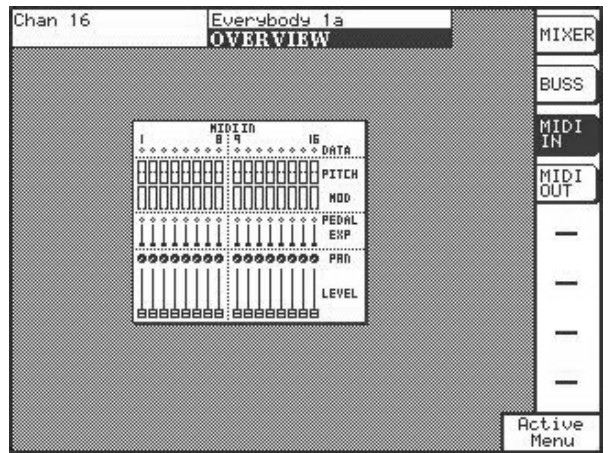 Chan 16
Everybody 1a
OVERVIEW
MIXER
BUSS
MIDI
IN
MIDI
OUT
MIDI IN
1 8 9 16
DATA
PITCH
MOD
PEDAL
EXP
PAN
LEVEL
Active
Menu